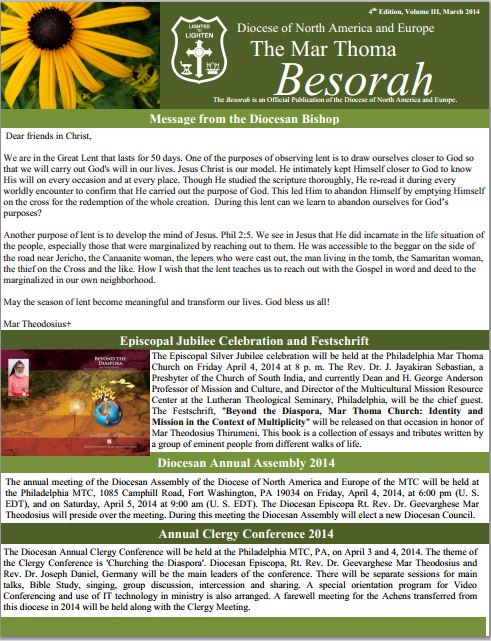 4th Edition, Volume III, March 2014
LIGHTED
to
LIGHTEN
Diocese of North America and Europe
The Mar Thoma
Besorah
The Besorah is an Official Publication of the Diocese of North America and Europe.
Message from the Diocesan Bishop
Dear friends in Christ,
We are in the Great Lent that lasts for 50 days. One of the purposes of observing lent is to draw ourselves closer to God so
that we will carry out God's will in our lives. Jesus Christ is our model. He intimately kept Himself closer to God to know
His will on every occasion and at every place. Though He studied the scripture thoroughly, He re-read it during every
worldly encounter to confirm that He carried out the purpose of God. This led Him to abandon Himself by emptying Himself
on the cross for the redemption of the whole creation. During this lent can we learn to abandon ourselves for God's
purposes?
Another purpose of lent is to develop the mind of Jesus. Phil 2:5. We see in Jesus that He did incarnate in the life situation of
the people, especially those that were marginalized by reaching out to them. He was accessible to the beggar on the side of
the road near Jericho, the Canaanite woman, the lepers who were cast out, the man living in the tomb, the Samaritan woman,
the thief on the Cross and the like. How I wish that the lent teaches us to reach out with the Gospel in word and deed to the
marginalized in our own neighborhood.
May the season of lent become meaningful and transform our lives. God bless us all!
Mar Theodosius+
Episcopal Jubilee Celebration and Festschrift
BEYOND THE
DIASPORA
The Episcopal Silver Jubilee celebration will be held at the Philadelphia Mar Thoma
Church on Friday April 4, 2014 at 8 p. m. The Rev. Dr. J. Jayakiran Sebastian, a
Presbyter of the Church of South India, and currently Dean and H. George Anderson
Professor of Mission and Culture, and Director of the Multicultural Mission Resource
Center at the Lutheran Theological Seminary, Philadelphia, will be the chief guest.
The Festschrift, "Beyond the Diaspora, Mar Thoma Church: Identity and
Mission in the Context of Multiplicity" will be released on that occasion in honor of
Mar Theodosius Thirumeni. This book is a collection of essays and tributes written by
a group of eminent people from different walks of life.
Diocesan Annual Assembly 2014
The annual meeting of the Diocesan Assembly of the Diocese of North America and Europe of the MTC will be held at
the Philadelphia MTC, 1085 Camphill Road, Fort Washington, PA 19034 on Friday, April 4, 2014, at 6:00 pm (U. S.
EDT), and on Saturday, April 5, 2014 at 9:00 am (U. S. EDT). The Diocesan Episcopa Rt. Rev. Dr. Geevarghese Mar
Theodosius will preside over the meeting. During this meeting the Diocesan Assembly will elect a new Diocesan Council.
Annual Clergy Conference 2014
The Diocesan Annual Clergy Conference will be held at the Philadelphia MTC, PA, on April 3 and 4, 2014. The theme of
the Clergy Conference is 'Churching the Diaspora'. Diocesan Episcopa, Rt. Rev. Dr. Geevarghese Mar Theodosius and
Rev. Dr. Joseph Daniel, Germany will be the main leaders of the conference. There will be separate sessions for main
talks, Bible Study, singing, group discussion, intercession and sharing. A special orientation program for Video
Conferencing and use of IT technology in ministry is also arranged. A farewell meeting for the Achens transferred from
this diocese in 2014 will be held along with the Clergy Meeting.